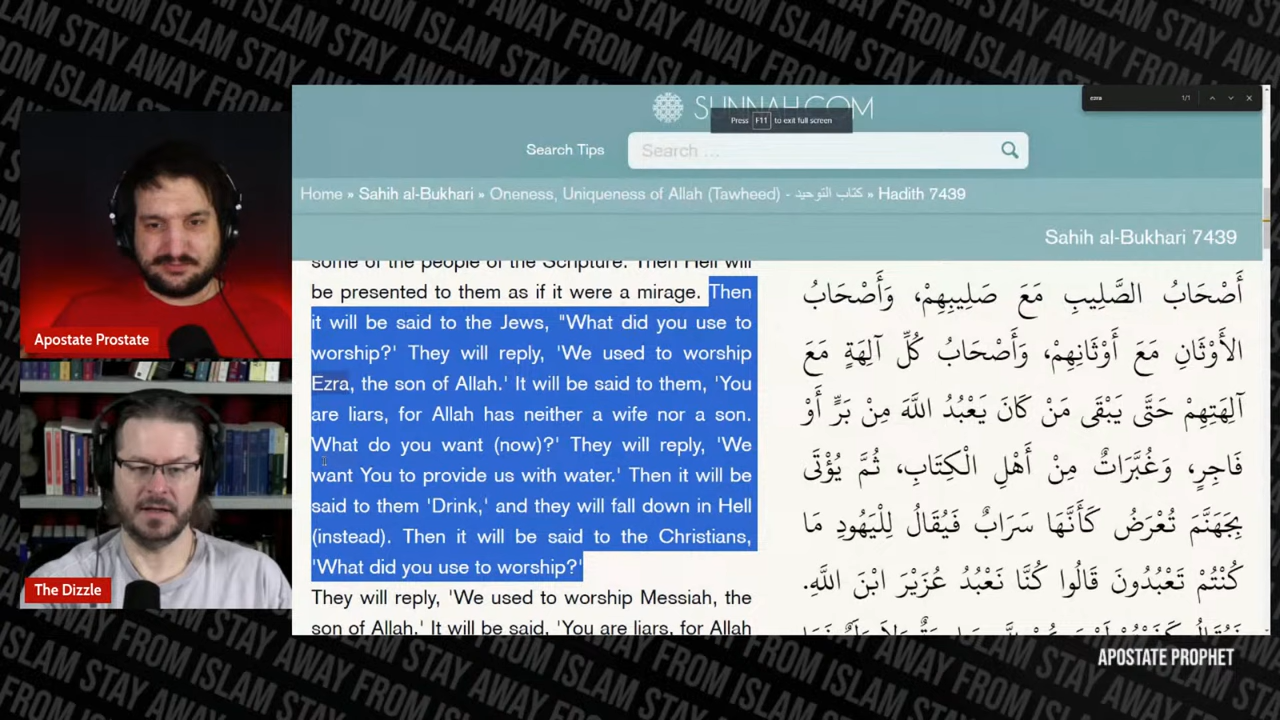 STAY AWAY FROM ISLAM
Apostate Prostate
The Dizzle
ezra
1/1
SUNNAH.COM
Press F11 to exit full screen
Search Tips
Search ...
Home » Sahih al-Bukhari » Oneness, Uniqueness of Allah (Tawheed) - كتاب التوحيد » Hadith 7439
Sahih al-Bukhari 7439
some of the people of the Scripture. Then Hell will
be presented to them as if it were a mirage. Then
it will be said to the Jews, "What did you use to
worship?' They will reply, 'We used to worship
Ezra, the son of Allah.' It will be said to them, 'You
are liars, for Allah has neither a wife nor a son.
What do you want (now)?' They will reply, 'We
want You to provide us with water.' Then it will be
said to them 'Drink,' and they will fall down in Hell
(instead). Then it will be said to the Christians,
'What did you use to worship?'
They will reply, 'We used to worship Messiah, the
son of Allah.' It will be said, 'You are liars, for Allah
أَصْحَابُ الصَّلِيبِ مَعَ صَلِيبِهِمْ، وَأَصْحَابُ
الأَوْثَانِ مَعَ أَوْثَانِهِمْ، وَأَصْحَابُ كُلِّ آلِهَةٍ مَعَ
آلِهَتِهِمْ حَتَّى يَبْقَى مَنْ كَانَ يَعْبُدُ اللَّهَ مِنْ بَرٍّ أَوْ
فَاجِرٍ، وَغُبَّرَاتٌ مِنْ أَهْلِ الْكِتَابِ، ثُمَّ يُؤْتَى
بِجَهَنَّمَ تُعْرَضُ كَأَنَّهَا سَرَابٌ فَيُقَالُ لِلْيَهُودِ مَا
كُنْتُمْ تَعْبُدُونَ قَالُوا كُنَّا نَعْبُدُ عُزَيْرَ ابْنَ اللَّهِ.
APOSTATE PROPHET